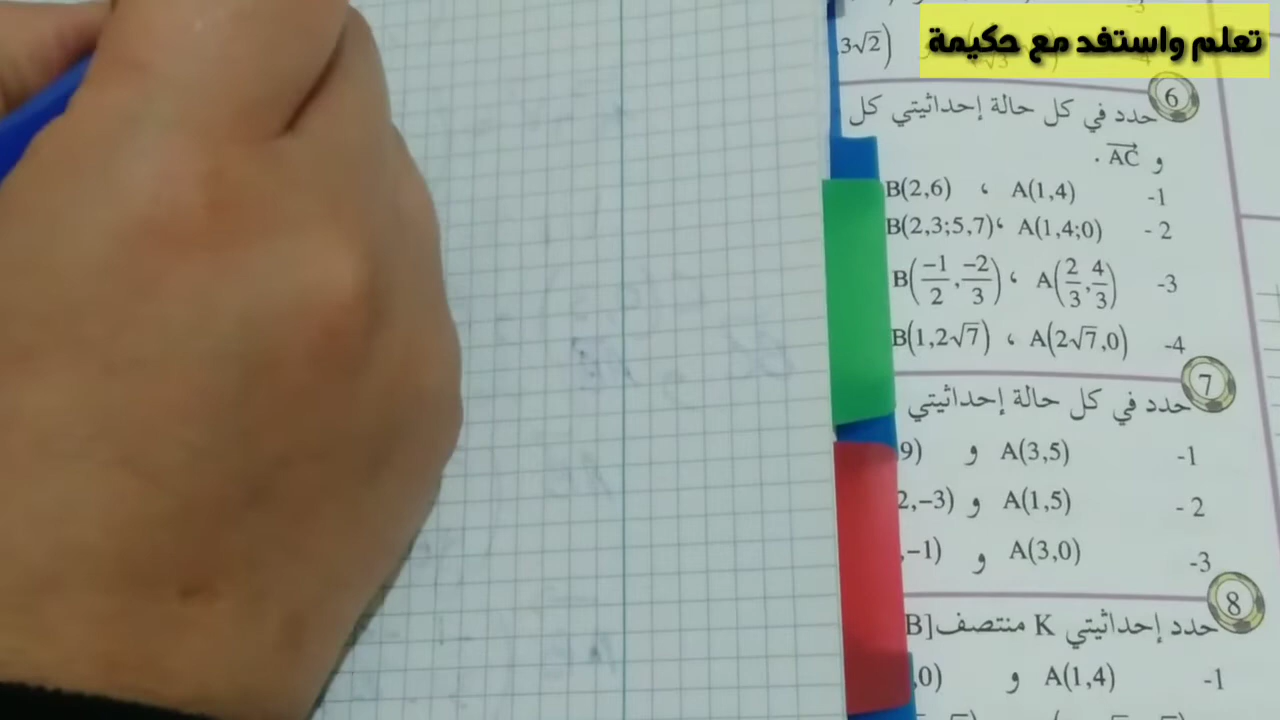 تعلم واستفد مع حكيمة
3√2)
6
حدد في كل حالة إحداثيتي كل
و AC⃗ .
1- A(1,4) ، B(2,6)
2- A(1,4;0) ، B(2,3;5,7)
3- A(2/3,4/3) ، B(-1/2,-2/3)
4- A(2√7,0) ، B(1,2√7)
7
حدد في كل حالة إحداثيتي
1- A(3,5) و 9)
2- A(1,5) و 2,-3)
3- A(3,0) و ,-1)
8
حدد إحداثيتي K منتصف [B
1- A(1,4) و ,0)